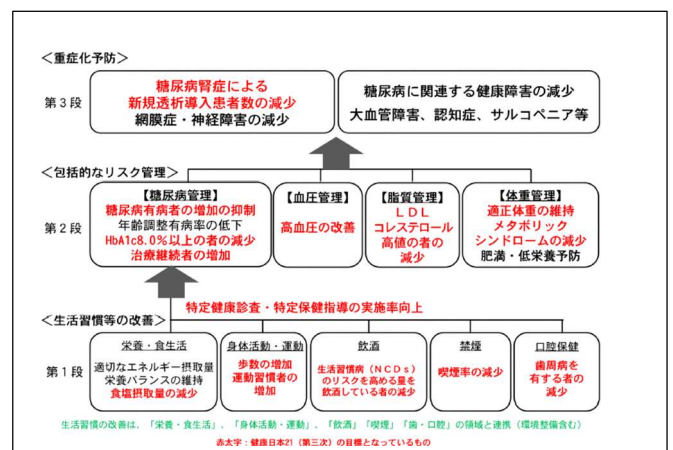 <重症化予防>
第3段
糖尿病腎症による
新規透析導入患者数の減少
網膜症・神経障害の減少
糖尿病に関連する健康障害の減少
大血管障害、認知症、サルコペニア等
<包括的なリスク管理>
第2段
【糖尿病管理】
糖尿病有病者の増加の抑制
年齢調整有病率の低下
HbA1c8.0%以上の者の減少
治療継続者の増加
【血圧管理】
高血圧の改善
【脂質管理】
LDL
コレステロール
高値の者の
減少
【体重管理】
適正体重の維持
メタボリック
シンドロームの減少
肥満・低栄養予防
特定健康診査・特定保健指導の実施率向上
<生活習慣等の改善>
第1段
栄養・食生活
適切なエネルギー摂取量
栄養バランスの維持
食塩摂取量の減少
身体活動・運動
歩数の増加
運動習慣者の
増加
飲酒
生活習慣病(NCDs)
のリスクを高める量を
飲酒している者の減少
禁煙
喫煙率の減少
口腔保健
歯周病を
有する者の
減少
生活習慣の改善は、「栄養・食生活」、「身体活動・運動」、「飲酒」「喫煙」「歯・口腔」の領域と連携(環境整備含む)
赤太字:健康日本21(第三次)の目標となっているもの